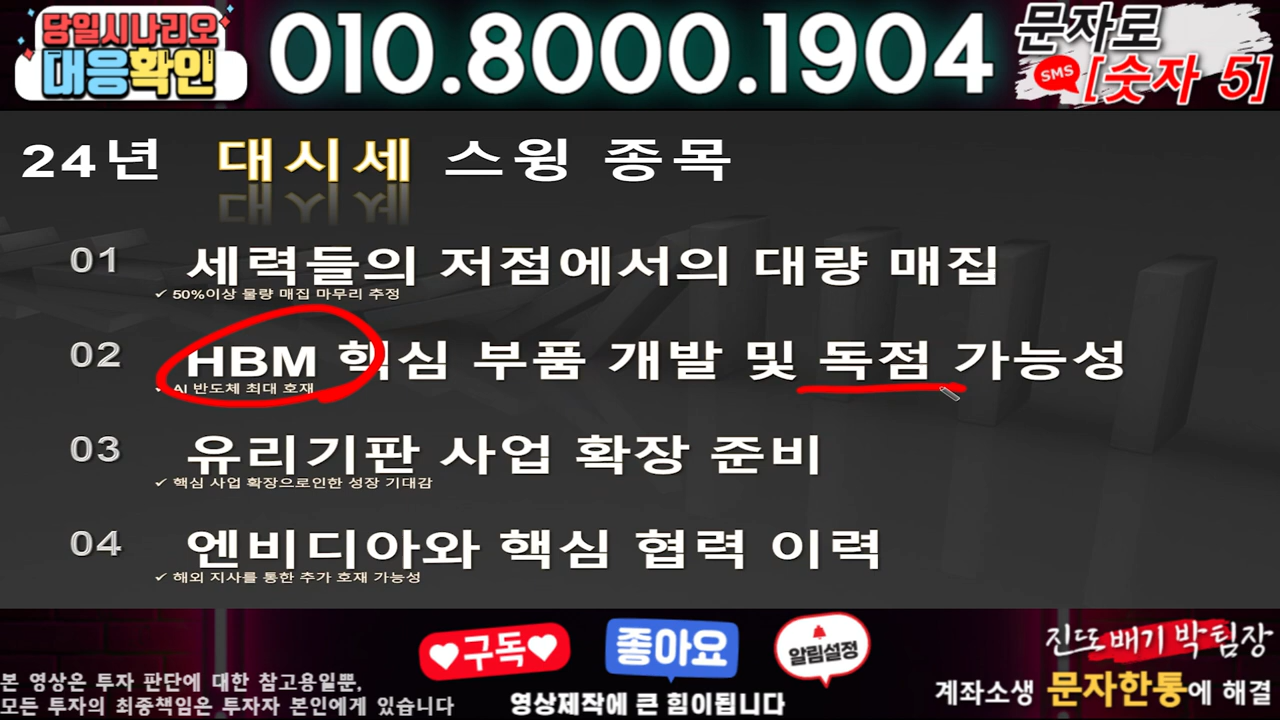 당일시나리오
대응확인
010.8000.1904
문자로
SMS [숫자 5]
24년 대시세 스윙 종목
01 세력들의 저점에서의 대량 매집
✓ 50%이상 물량 매집 마무리 추정
02 HBM 핵심 부품 개발 및 독점 가능성
✓ AI 반도체 최대 호재
03 유리기판 사업 확장 준비
✓ 핵심 사업 확장으로인한 성장 기대감
04 엔비디아와 핵심 협력 이력
✓ 해외 지사를 통한 추가 호재 가능성
구독
좋아요
알림설정
영상제작에 큰 힘이됩니다
본 영상은 투자 판단에 대한 참고용일뿐,
모든 투자의 최종책임은 투자자 본인에게 있습니다
진또배기 박팀장
계좌소생 문자한통에 해결